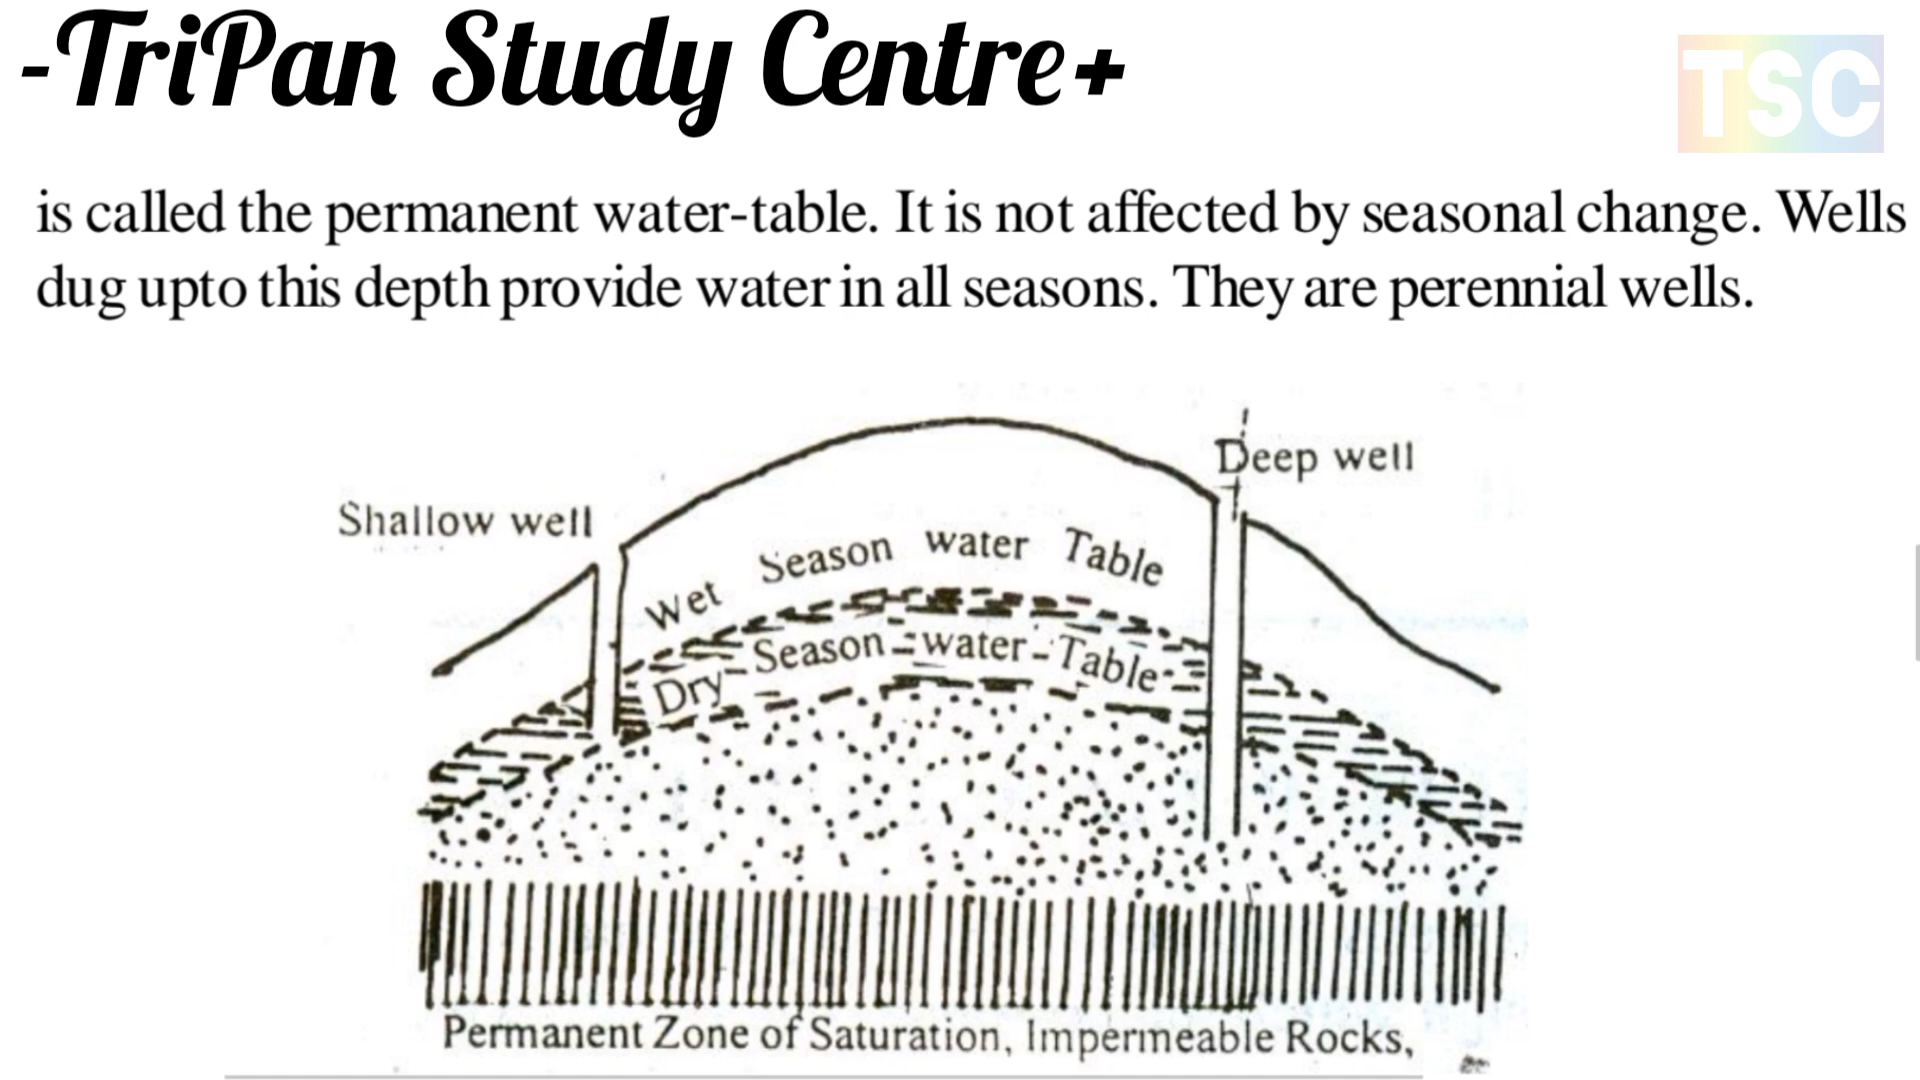 -TriPan Study Centre+
TSC
is called the permanent water-table. It is not affected by seasonal change. Wells
dug upto this depth provide water in all seasons. They are perennial wells.
Deep well
Shallow well
Wet Season water Table
Dry Season water Table
Permanent Zone of Saturation, Impermeable Rocks,